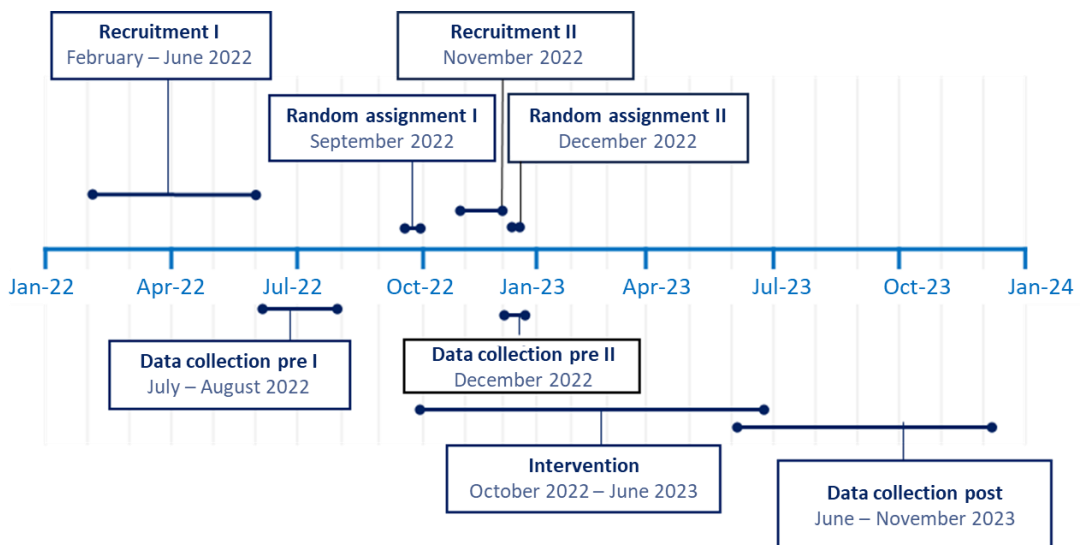 Recruitment I
February – June 2022
Recruitment II
November 2022
Random assignment I
September 2022
Random assignment II
December 2022
Jan-22
Apr-22
Jul-22
Oct-22
Jan-23
Apr-23
Jul-23
Oct-23
Jan-24
Data collection pre I
July – August 2022
Data collection pre II
December 2022
Intervention
October 2022 – June 2023
Data collection post
June – November 2023